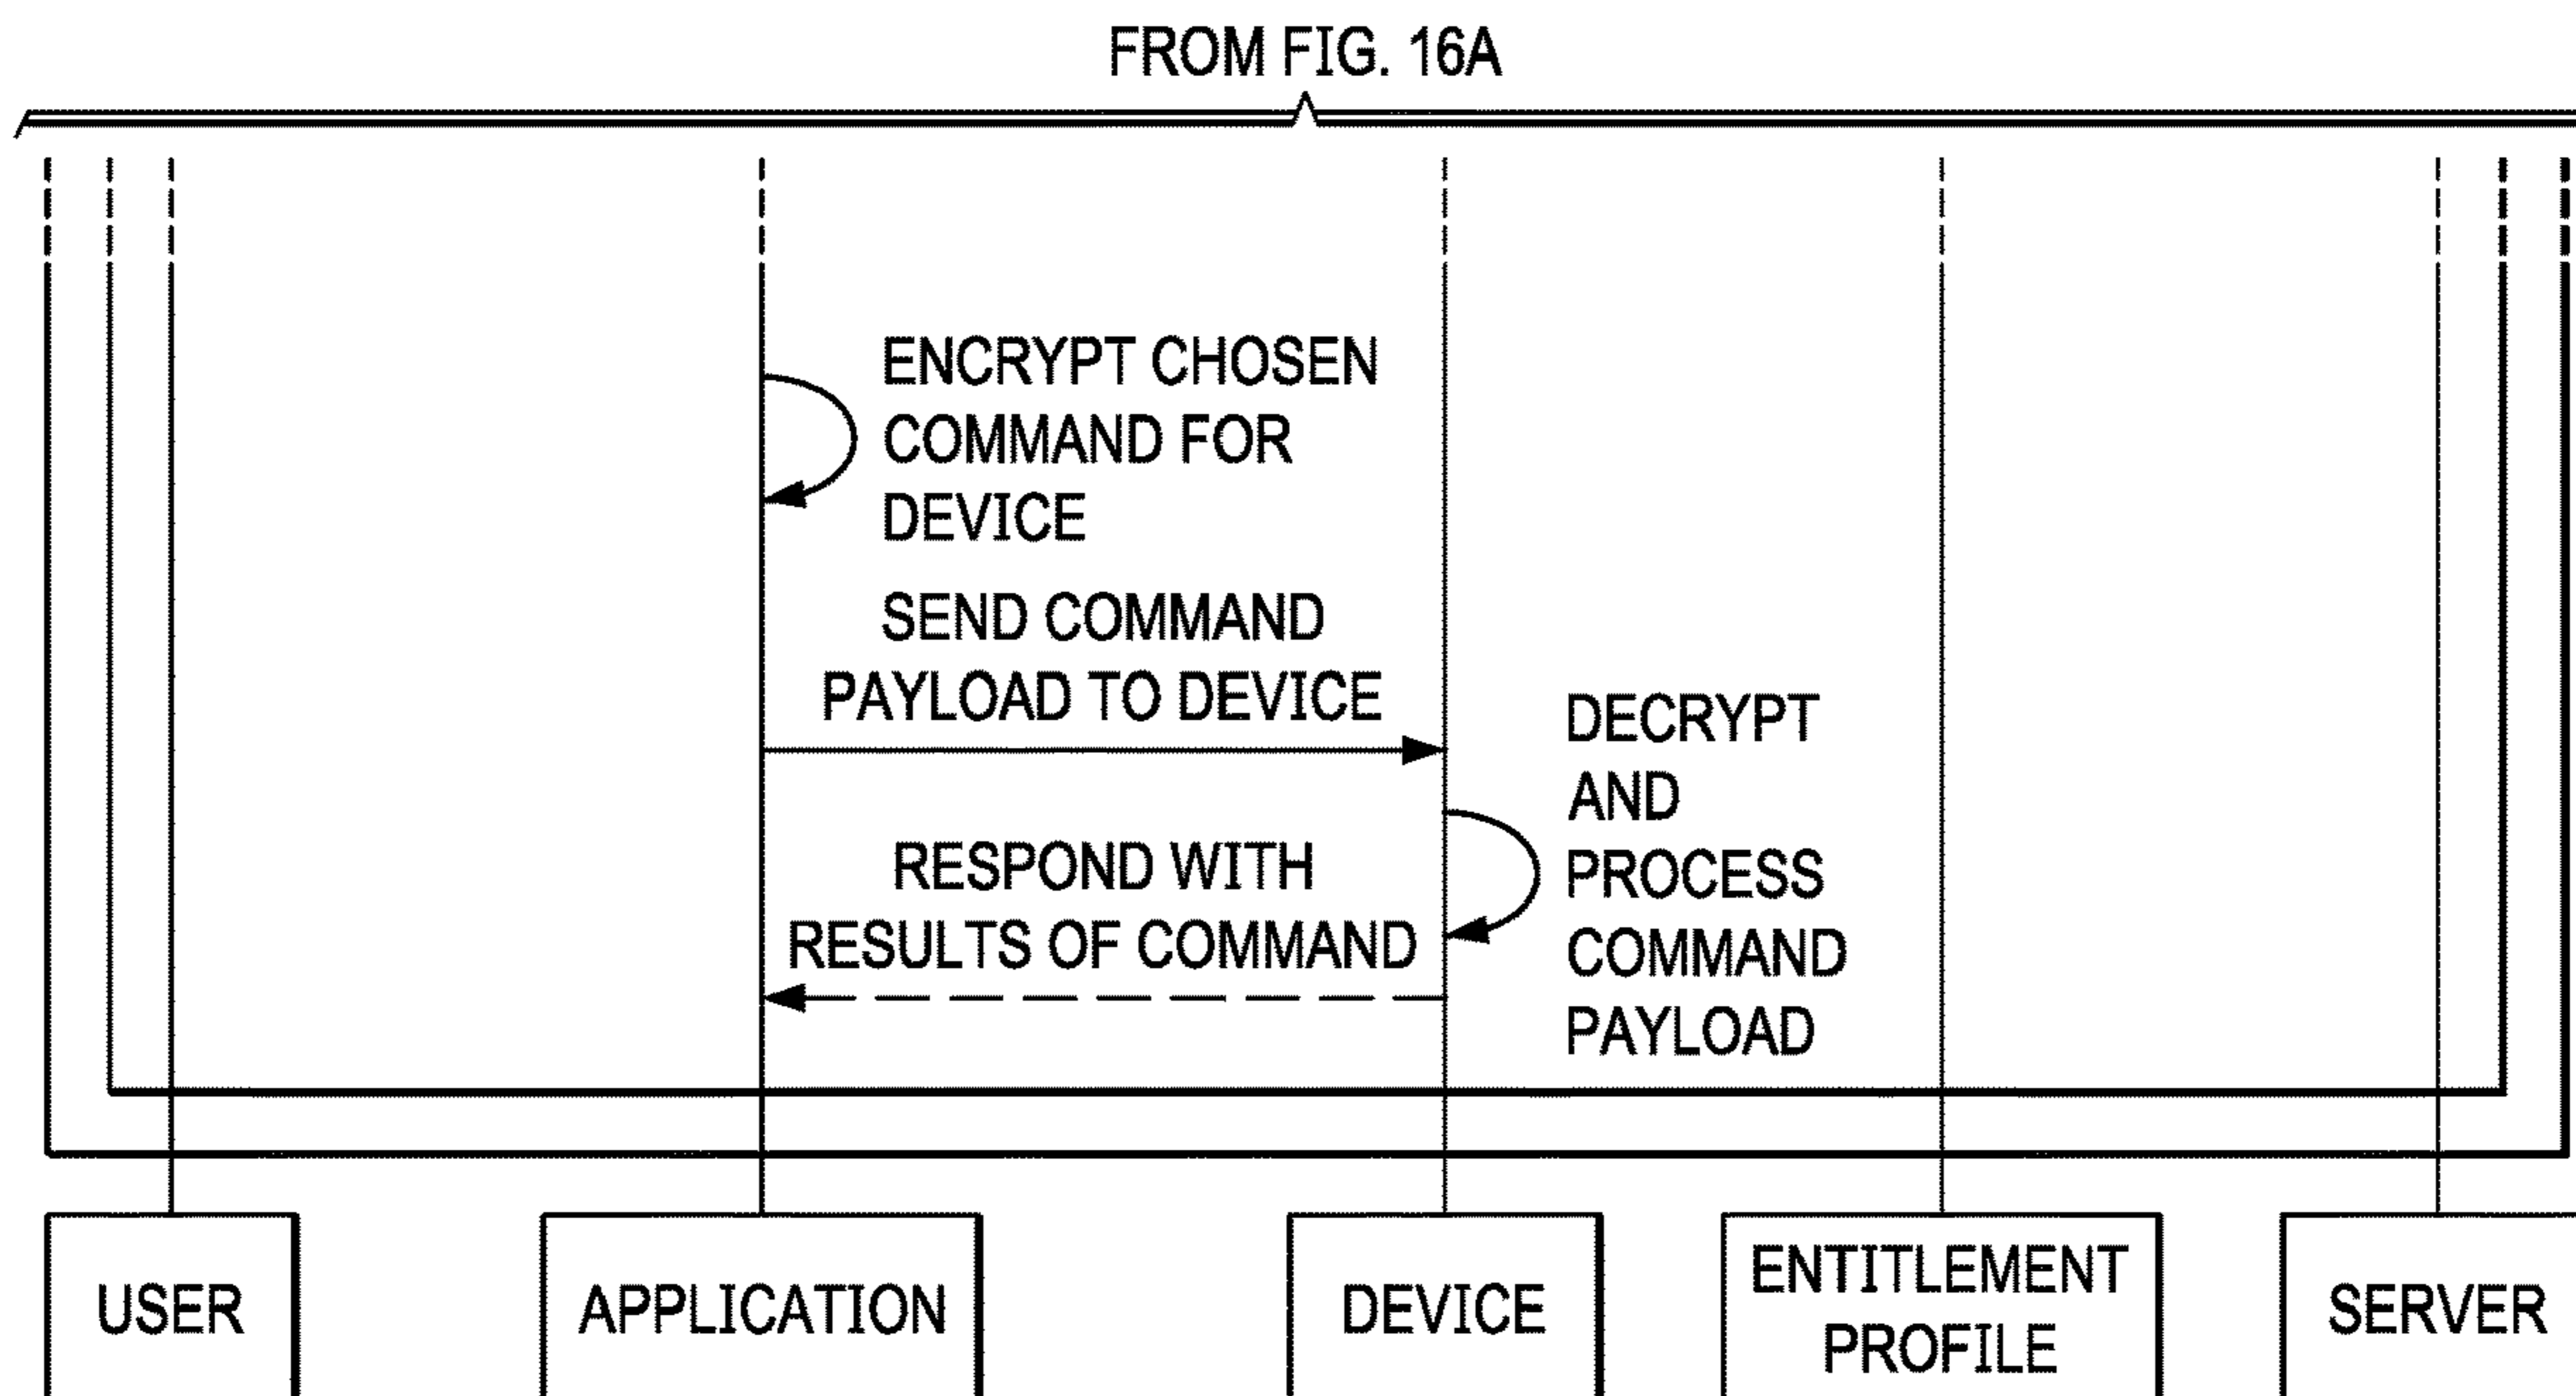 FROM FIG. 16A
ENCRYPT CHOSEN
COMMAND FOR
DEVICE
SEND COMMAND
PAYLOAD TO DEVICE
DECRYPT
AND
PROCESS
COMMAND
PAYLOAD
RESPOND WITH
RESULTS OF COMMAND
USER
APPLICATION
DEVICE
ENTITLEMENT
PROFILE
SERVER